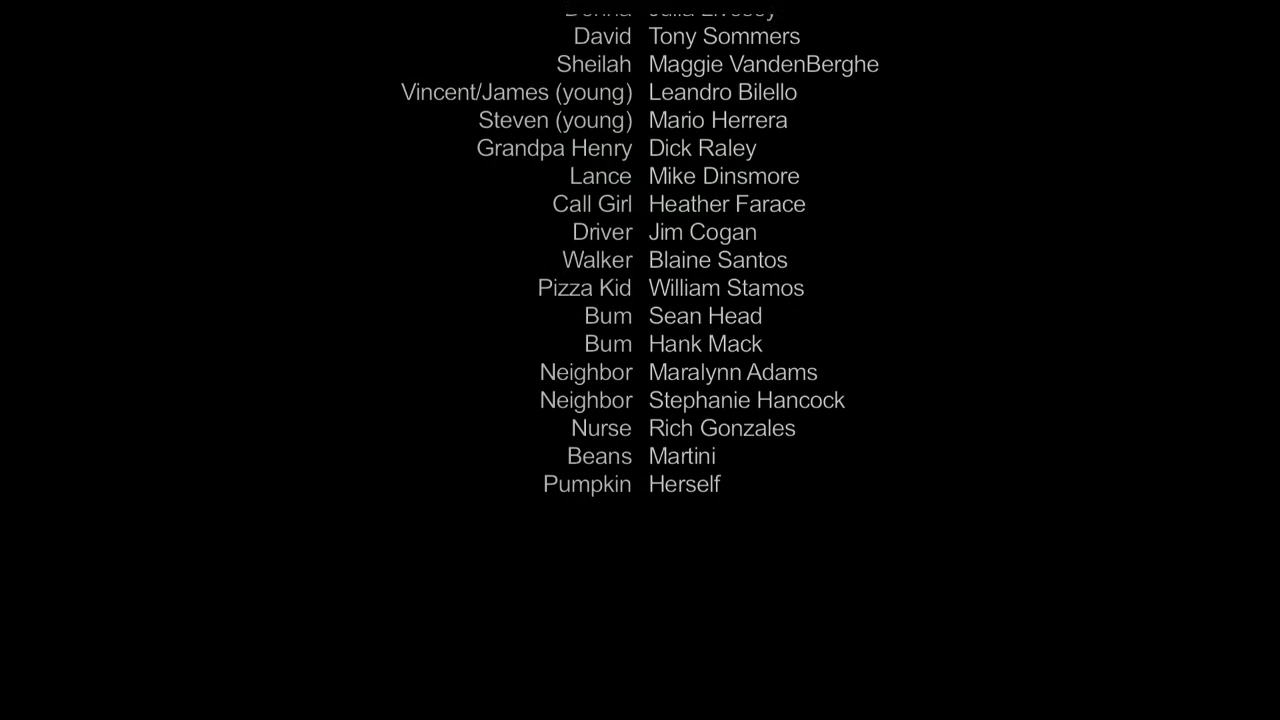 David Tony Sommers
Sheilah Maggie VandenBerghe
Vincent/James (young) Leandro Bilello
Steven (young) Mario Herrera
Grandpa Henry Dick Raley
Lance Mike Dinsmore
Call Girl Heather Farace
Driver Jim Cogan
Walker Blaine Santos
Pizza Kid William Stamos
Bum Sean Head
Bum Hank Mack
Neighbor Maralynn Adams
Neighbor Stephanie Hancock
Nurse Rich Gonzales
Beans Martini
Pumpkin Herself